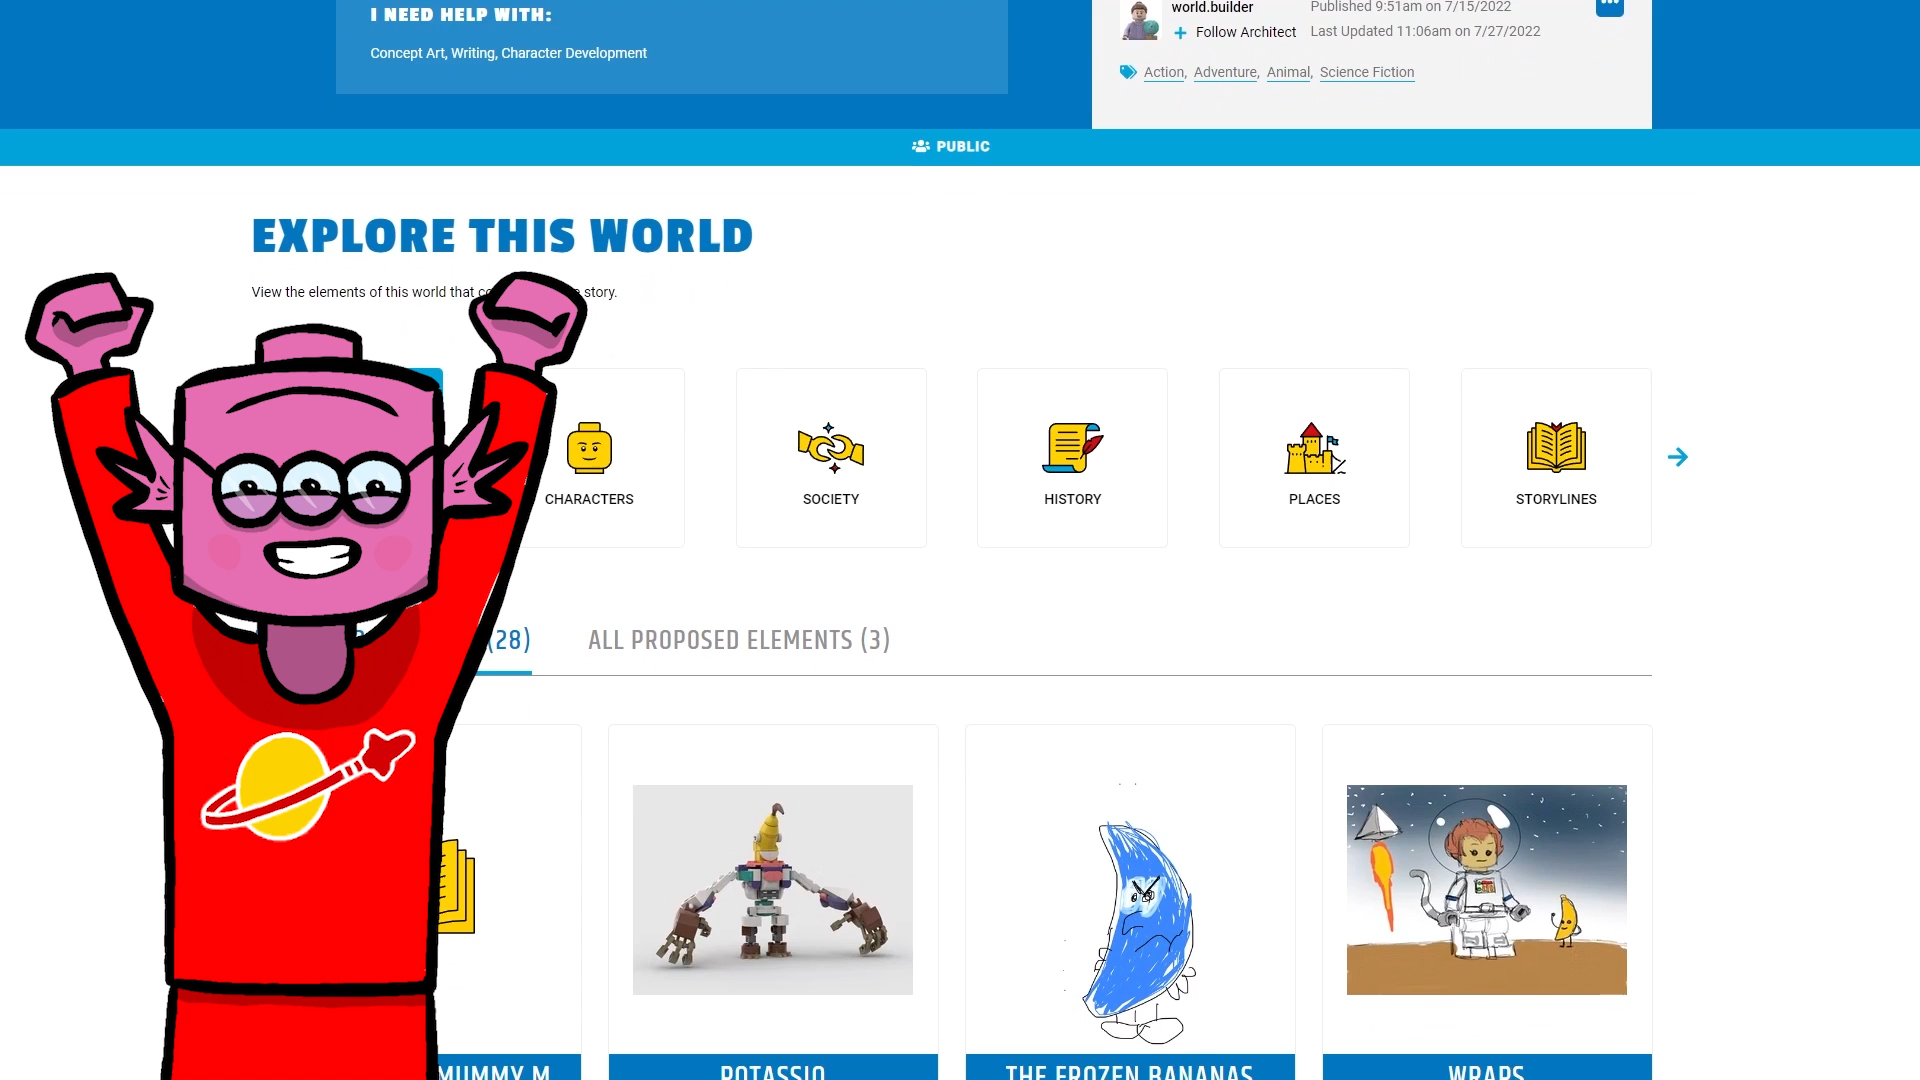 I NEED HELP WITH:
Concept Art, Writing, Character Development
world.builder
Published 9:51am on 7/15/2022
Follow Architect
Last Updated 11:06am on 7/27/2022
Action, Adventure, Animal, Science Fiction
PUBLIC
EXPLORE THIS WORLD
View the elements of this world that story.
CHARACTERS
SOCIETY
HISTORY
PLACES
STORYLINES
(28)
ALL PROPOSED ELEMENTS (3)
MUMMY M
POTASSIO
THE FROZEN BANANAS
WRAPS